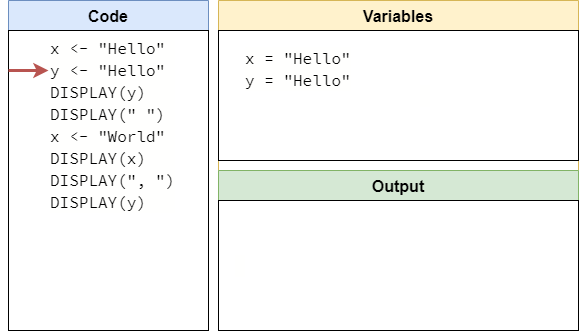 Code
x <- "Hello"
y <- "Hello"
DISPLAY(y)
DISPLAY(" ")
x <- "World"
DISPLAY(x)
DISPLAY(", ")
DISPLAY(y)
Variables
x = "Hello"
y = "Hello"
Output